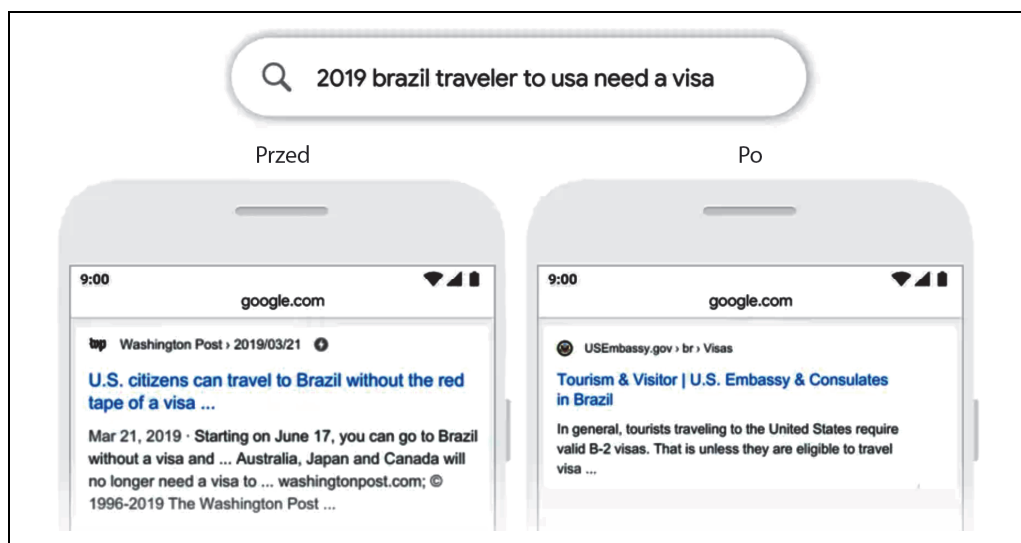 2019 brazil traveler to usa need a visa
Przed
9:00
google.com
wp Washington Post › 2019/03/21
U.S. citizens can travel to Brazil without the red
tape of a visa ...
Mar 21, 2019 · Starting on June 17, you can go to Brazil
without a visa and ... Australia, Japan and Canada will
no longer need a visa to ... washingtonpost.com; ©
1996-2019 The Washington Post ...
Po
9:00
google.com
USEmbassy.gov › br › Visas
Tourism & Visitor | U.S. Embassy & Consulates
in Brazil
In general, tourists traveling to the United States require
valid B-2 visas. That is unless they are eligible to travel
visa ...